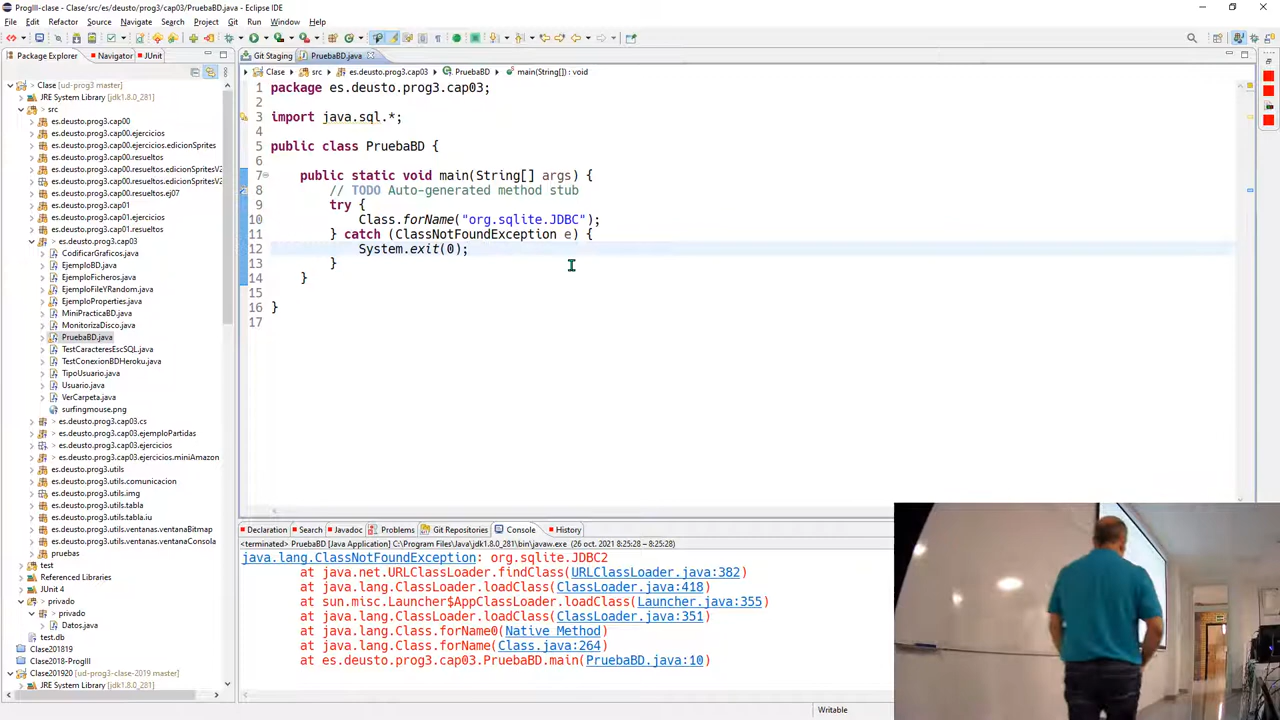 ProgIII-clase - Clase/src/es/deusto/prog3/cap03/PruebaBD.java - Eclipse IDE
File Edit Refactor Source Navigate Search Project Git Run Window Help
Package Explorer Navigator JUnit
Git Staging PruebaBD.java
Clase src es.deusto.prog3.cap03 PruebaBD main(String[]) : void
Clase [ud-prog3 master]
JRE System Library [jdk1.8.0_281]
src
es.deusto.prog3.cap00
es.deusto.prog3.cap00.ejercicios
es.deusto.prog3.cap00.ejercicios.edicionSprites
es.deusto.prog3.cap00.resueltos
es.deusto.prog3.cap00.resueltos.edicionSprites
es.deusto.prog3.cap00.resueltos.edicionSpritesV2
es.deusto.prog3.cap00.resueltos.ej07
es.deusto.prog3.cap01
es.deusto.prog3.cap01.ejercicios
es.deusto.prog3.cap01.resueltos
es.deusto.prog3.cap03
CodificarGraficos.java
EjemploBD.java
EjemploFicheros.java
EjemploFileYRandom.java
EjemploProperties.java
MiniPracticaBD.java
MonitorizaDisco.java
PruebaBD.java
TestCaracteresEscSQL.java
TestConexionBDHeroku.java
TipoUsuario.java
Usuario.java
VerCarpeta.java
surfingmouse.png
es.deusto.prog3.cap03.cs
es.deusto.prog3.cap03.ejemploPartidas
es.deusto.prog3.cap03.ejercicios
es.deusto.prog3.cap03.ejercicios.miniAmazon
es.deusto.prog3.utils
es.deusto.prog3.utils.comunicacion
es.deusto.prog3.utils.img
es.deusto.prog3.utils.tabla
es.deusto.prog3.utils.tabla.iu
es.deusto.prog3.utils.ventanas.ventanaBitmap
es.deusto.prog3.utils.ventanas.ventanaConsola
pruebas
test
Referenced Libraries
JUnit 4
privado
privado
Datos.java
test.db
Clase201819
Clase2018-ProgIII
Clase201920 [ud-prog3-clase-2019 master]
JRE System Library [jdk1.8.0_281]
1 package es.deusto.prog3.cap03;
2
3 import java.sql.*;
4
5 public class PruebaBD {
6
7 public static void main(String[] args) {
8 // TODO Auto-generated method stub
9 try {
10 Class.forName("org.sqlite.JDBC");
11 } catch (ClassNotFoundException e) {
12 System.exit(0);
13 }
14 }
15
16 }
17
Declaration Search Javadoc Problems Git Repositories Console History
<terminated> PruebaBD [Java Application] C:\Program Files\Java\jdk1.8.0_281\bin\javaw.exe (26 oct. 2021 8:25:28 – 8:25:28)
java.lang.ClassNotFoundException: org.sqlite.JDBC2
at java.net.URLClassLoader.findClass(URLClassLoader.java:382)
at java.lang.ClassLoader.loadClass(ClassLoader.java:418)
at sun.misc.Launcher$AppClassLoader.loadClass(Launcher.java:355)
at java.lang.ClassLoader.loadClass(ClassLoader.java:351)
at java.lang.Class.forName0(Native Method)
at java.lang.Class.forName(Class.java:264)
at es.deusto.prog3.cap03.PruebaBD.main(PruebaBD.java:10)
Writable